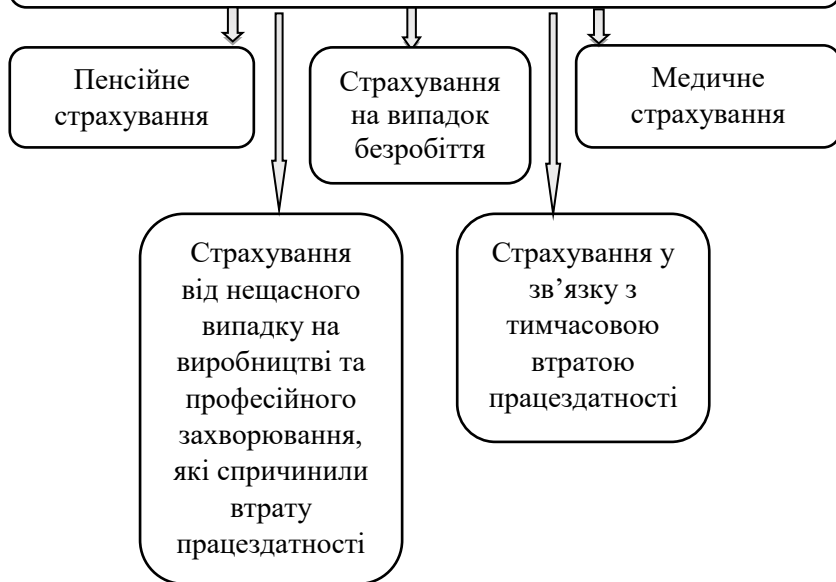 Пенсійне
страхування
Страхування
на випадок
безробіття
Медичне
страхування
Страхування
від нещасного
випадку на
виробництві та
професійного
захворювання,
які спричинили
втрату
працездатності
Страхування у
зв’язку з
тимчасовою
втратою
працездатності